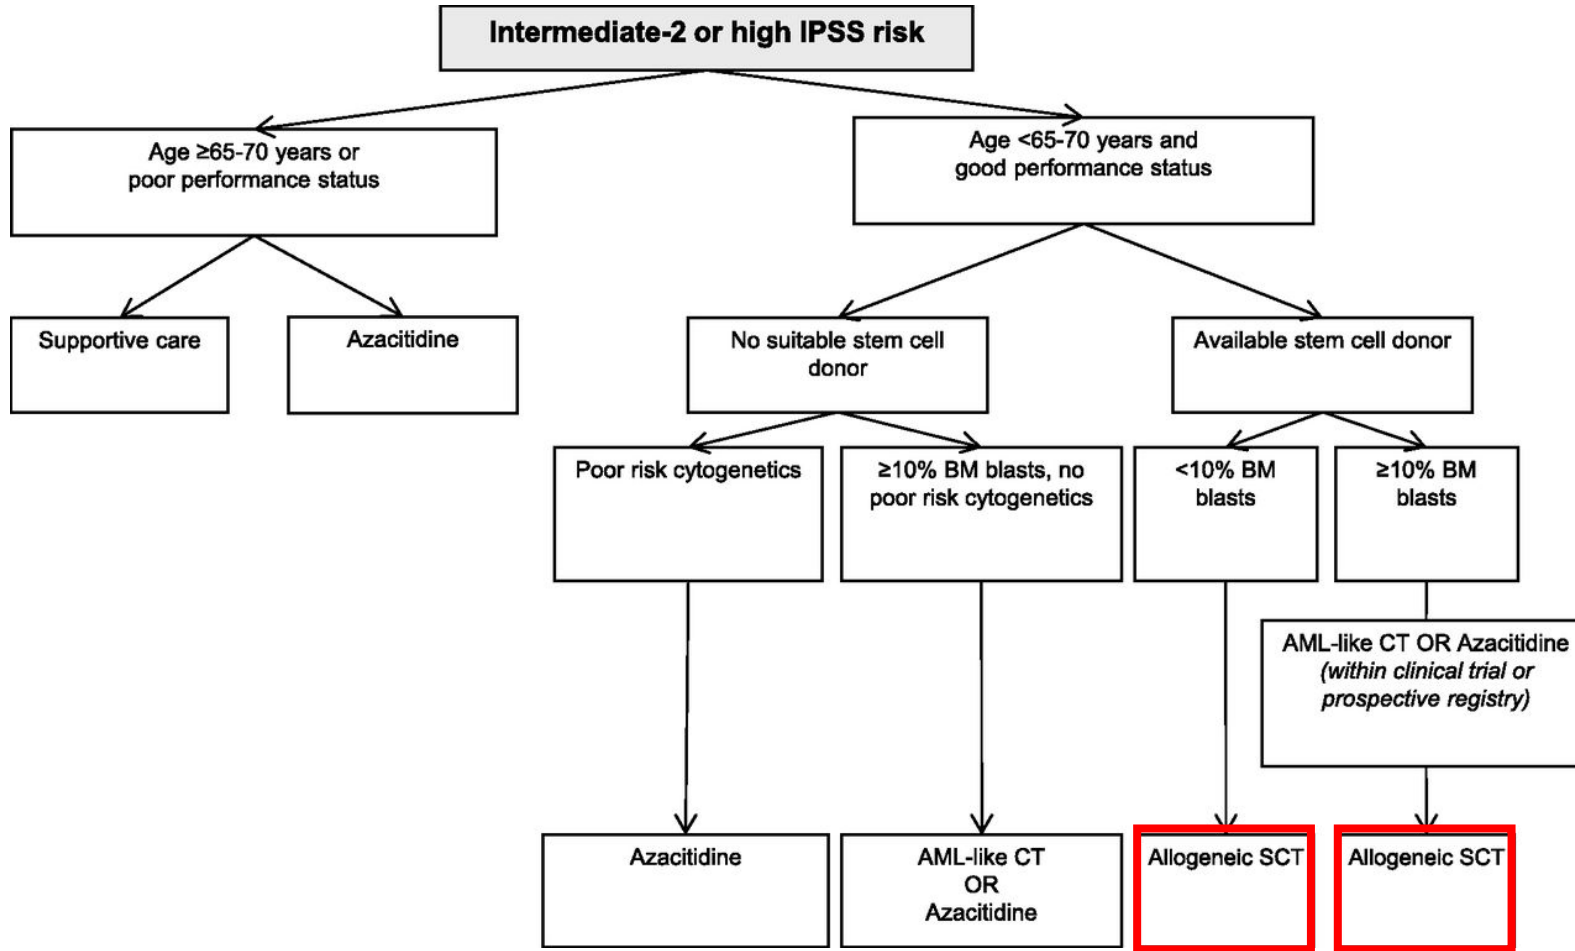 Intermediate-2 or high IPSS risk
Age ≥65-70 years or
poor performance status
Age <65-70 years and
good performance status
Supportive care
Azacitidine
No suitable stem cell
donor
Available stem cell donor
Poor risk cytogenetics
≥10% BM blasts, no
poor risk cytogenetics
<10% BM
blasts
≥10% BM
blasts
AML-like CT OR Azacitidine
(within clinical trial or
prospective registry)
Azacitidine
AML-like CT
OR
Azacitidine
Allogeneic SCT
Allogeneic SCT